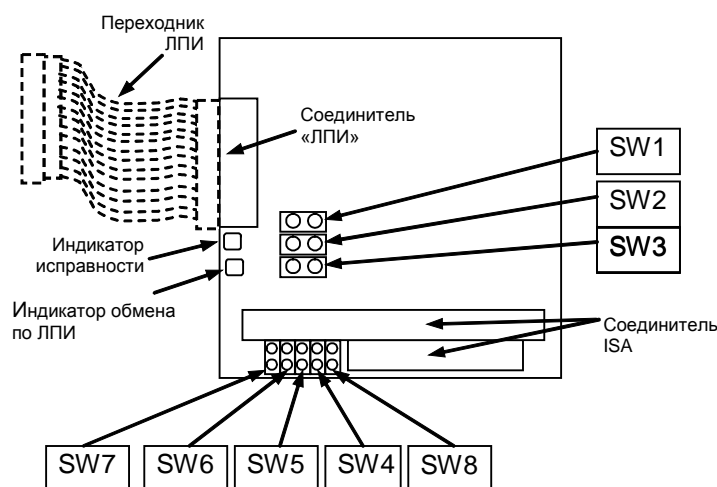 Переходник
ЛПИ
Соединитель
«ЛПИ»
SW1
SW2
SW3
Индикатор
исправности
Индикатор обмена
по ЛПИ
Соединитель
ISA
SW7
SW6
SW5
SW4
SW8